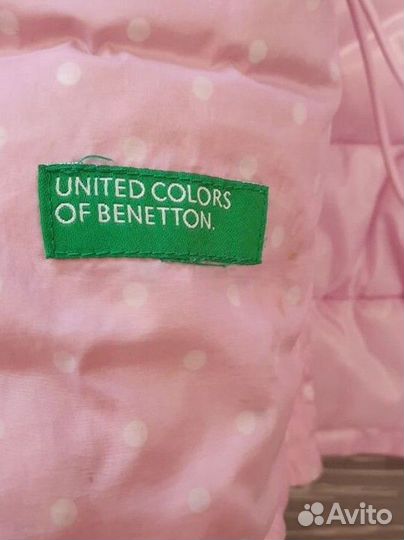 UNITED COLORS
OF BENETTON.
Avito